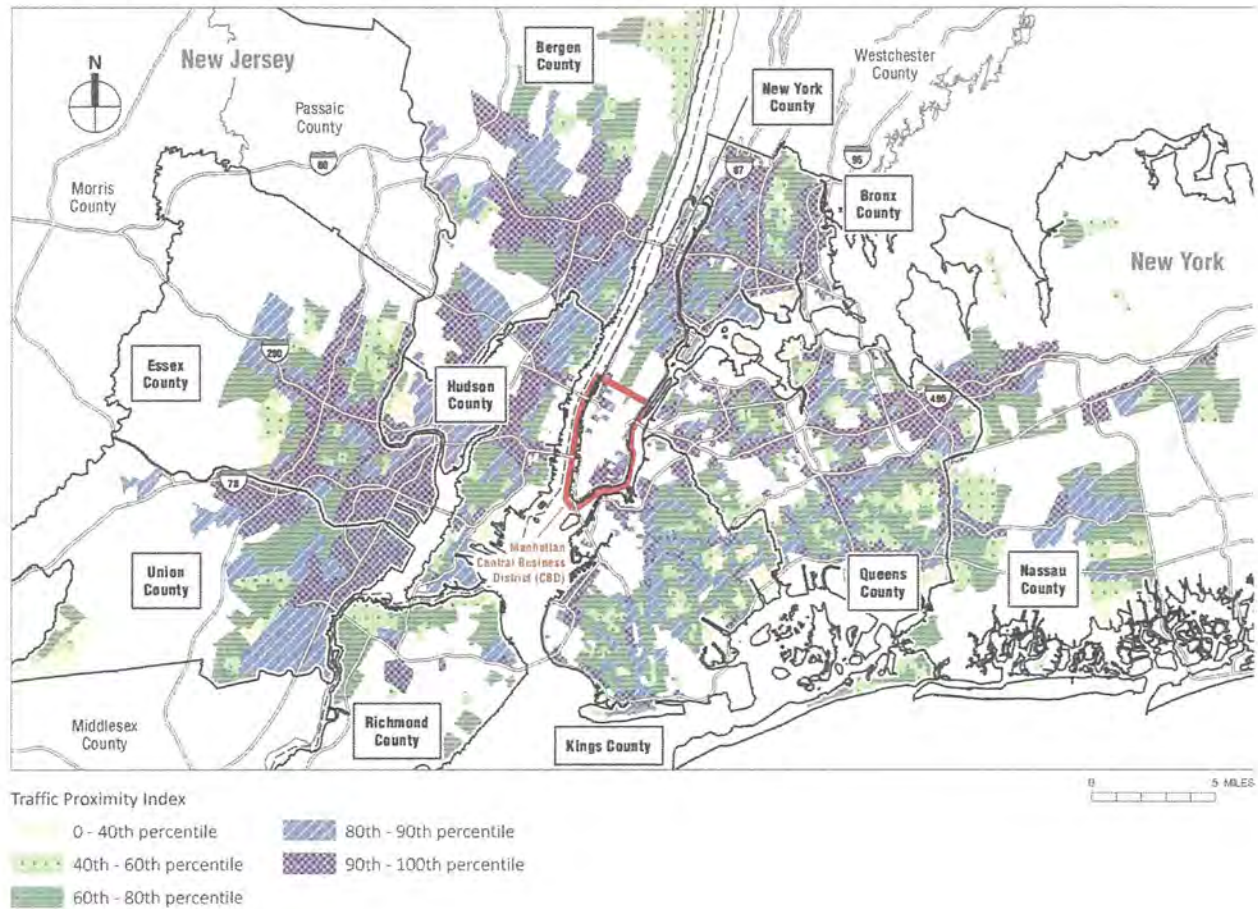 New Jersey
Bergen
County
Westchester
County
N
New York
County
Passaic
County
80
95
87
Morris
County
Bronx
County
New York
280
Essex
County
Hudson
County
495
78
Manhattan
Central Business
District (CBD)
Union
County
Queens
County
Nassau
County
Middlesex
County
Richmond
County
Kings County
0 5 MILES
Traffic Proximity Index
0 - 40th percentile
80th - 90th percentile
40th - 60th percentile
90th - 100th percentile
60th - 80th percentile